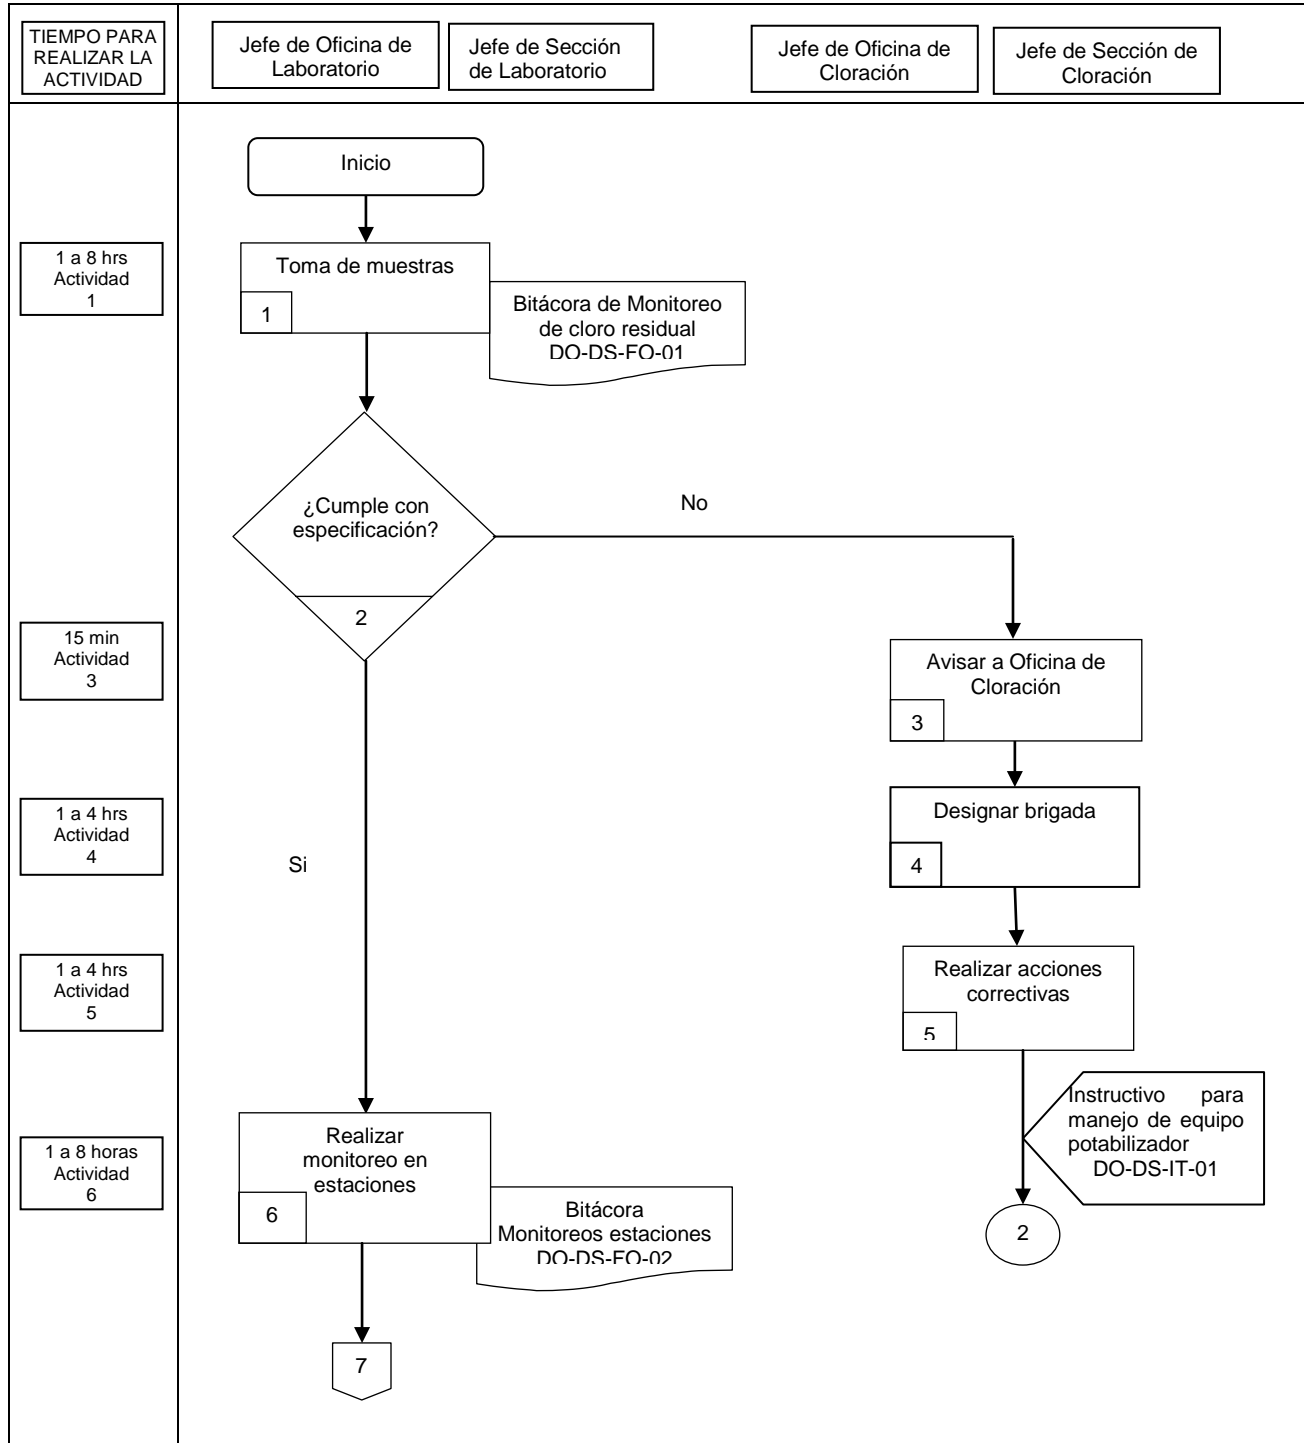 TIEMPO PARA
REALIZAR LA
ACTIVIDAD
Jefe de Oficina de
Laboratorio
Jefe de Sección
de Laboratorio
Jefe de Oficina de
Cloración
Jefe de Sección de
Cloración
Inicio
1 a 8 hrs
Actividad
1
Toma de muestras
1
Bitácora de Monitoreo
de cloro residual
DO-DS-FO-01
¿Cumple con
especificación?
2
No
15 min
Actividad
3
Avisar a Oficina de
Cloración
3
1 a 4 hrs
Actividad
4
Si
Designar brigada
4
1 a 4 hrs
Actividad
5
Realizar acciones
correctivas
5
Instructivo para
manejo de equipo
potabilizador
DO-DS-IT-01
1 a 8 horas
Actividad
6
Realizar
monitoreo en
estaciones
6
Bitácora
Monitoreos estaciones
DO-DS-FO-02
2
7